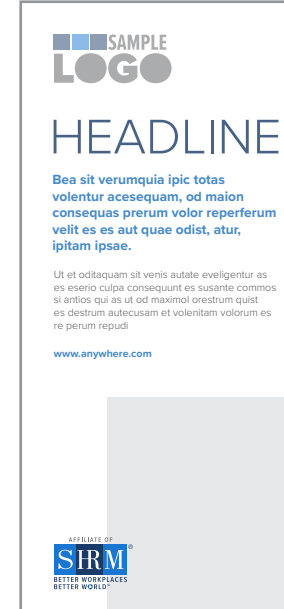 SAMPLE
LOGO
HEADLINE
Bea sit verumquia ipic totas
volentur acesequam, od maion
consequas prerum volor reperferum
velit es es aut quae odist, atur,
ipitam ipsae.
Ut et oditaquam sit venis autate eveligentur as
es eserio culpa consequunt es susante commos
si antios qui as ut od maximol orestrum quist
es destrum autecusam et volenitam volorum es
re perum repudi
www.anywhere.com
AFFILIATE OF
SHRM®
BETTER WORKPLACES
BETTER WORLD™